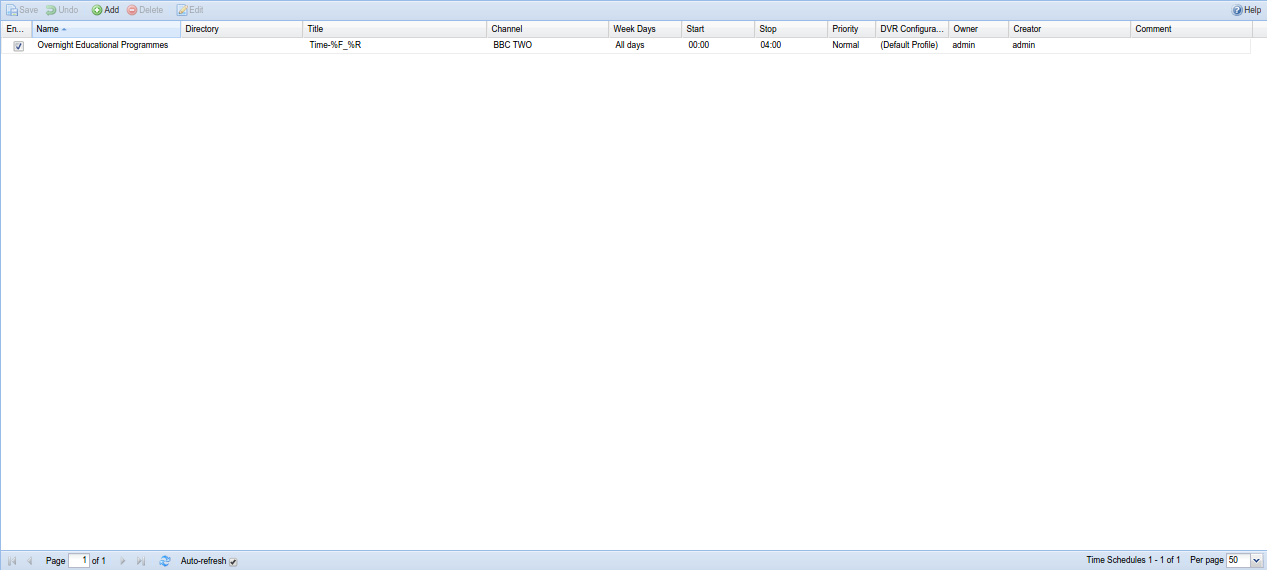 Save Undo Add Delete Edit Help
En... Name Directory Title Channel Week Days Start Stop Priority DVR Configura... Owner Creator Comment
Overnight Educational Programmes Time-%F_%R BBC TWO All days 00:00 04:00 Normal (Default Profile) admin admin
Page 1 of 1 Auto-refresh Time Schedules 1 - 1 of 1 Per page 50